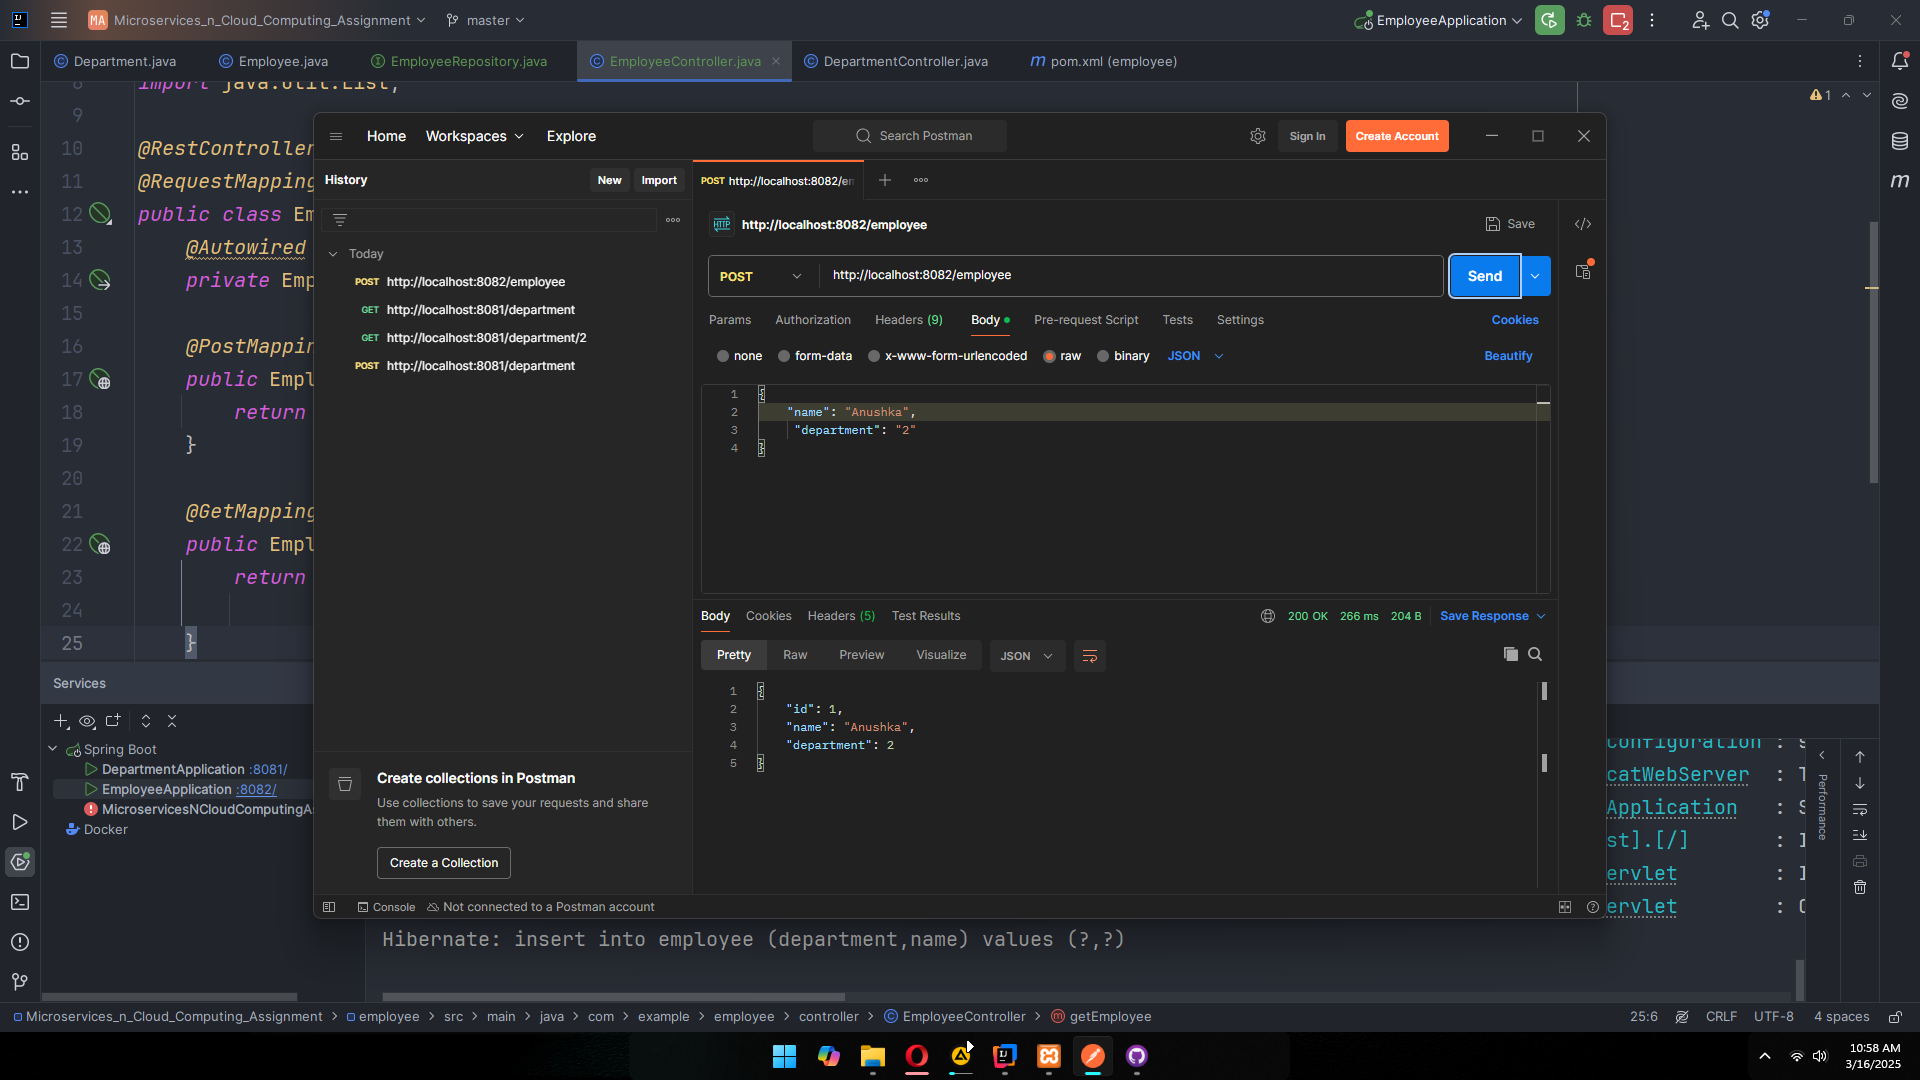 MA Microservices_n_Cloud_Computing_Assignment master EmployeeApplication 2
Department.java Employee.java EmployeeRepository.java EmployeeController.java DepartmentController.java m pom.xml (employee)
8 import java.util.List; 1
9
10 @RestController
11 @RequestMapping
12 public class Em
13 @Autowired
14 private Emp
15
16 @PostMappin
17 public Empl
18 return
19 }
20
21 @GetMapping
22 public Empl
23 return
24
25 }
Home Workspaces Explore Search Postman Sign In Create Account
History New Import
Today
POST http://localhost:8082/employee
GET http://localhost:8081/department
GET http://localhost:8081/department/2
POST http://localhost:8081/department
Create collections in Postman
Use collections to save your requests and share
them with others.
Create a Collection
POST http://localhost:8082/em
HTTP http://localhost:8082/employee Save
POST http://localhost:8082/employee Send
Params Authorization Headers (9) Body Pre-request Script Tests Settings Cookies
none form-data x-www-form-urlencoded raw binary JSON Beautify
1 {
2 "name": "Anushka",
3 "department": "2"
4 }
Body Cookies Headers (5) Test Results 200 OK 266 ms 204 B Save Response
Pretty Raw Preview Visualize JSON
1 {
2 "id": 1,
3 "name": "Anushka",
4 "department": 2
5 }
Console Not connected to a Postman account
Services
Spring Boot
DepartmentApplication :8081/
EmployeeApplication :8082/
MicroservicesNCloudComputingAs
Docker
Configuration : S
catWebServer : T
Application : S
st].[/] : I
ervlet : I
ervlet : C
Performance
Hibernate: insert into employee (department,name) values (?,?)
Microservices_n_Cloud_Computing_Assignment > employee > src > main > java > com > example > employee > controller > EmployeeController > getEmployee 25:6 CRLF UTF-8 4 spaces
10:58 AM
3/16/2025